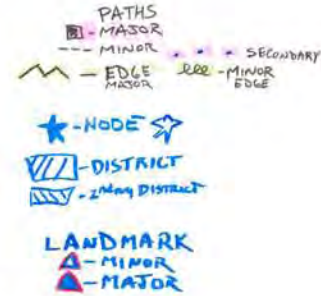 PATHS
- MAJOR
--- MINOR
- SECONDARY
- EDGE MAJOR
- MINOR EDGE
- NODE
- DISTRICT
- 2NDARY DISTRICT
LANDMARK
- MINOR
- MAJOR